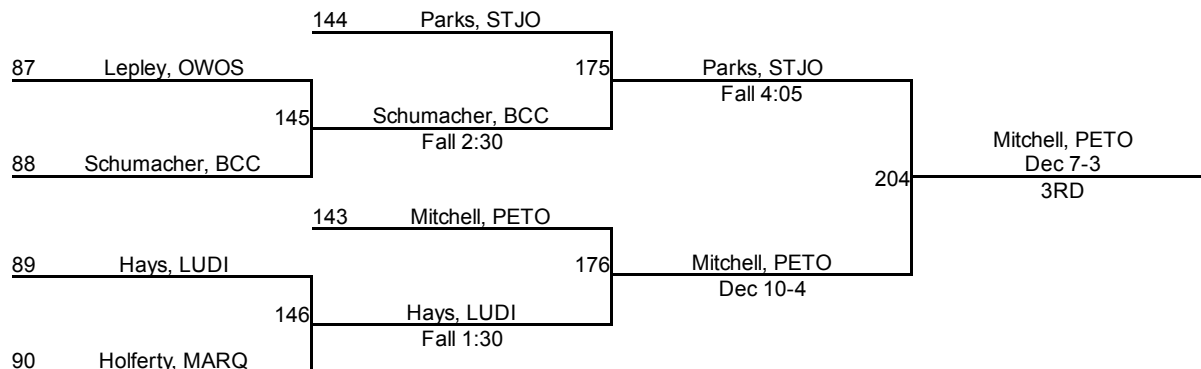 144 Parks, STJO
87 Lepley, OWOS
175
Parks, STJO
Fall 4:05
145
Schumacher, BCC
Fall 2:30
88 Schumacher, BCC
Mitchell, PETO
Dec 7-3
3RD
204
143 Mitchell, PETO
89 Hays, LUDI
176
Mitchell, PETO
Dec 10-4
146
Hays, LUDI
Fall 1:30
90 Holferty, MARQ